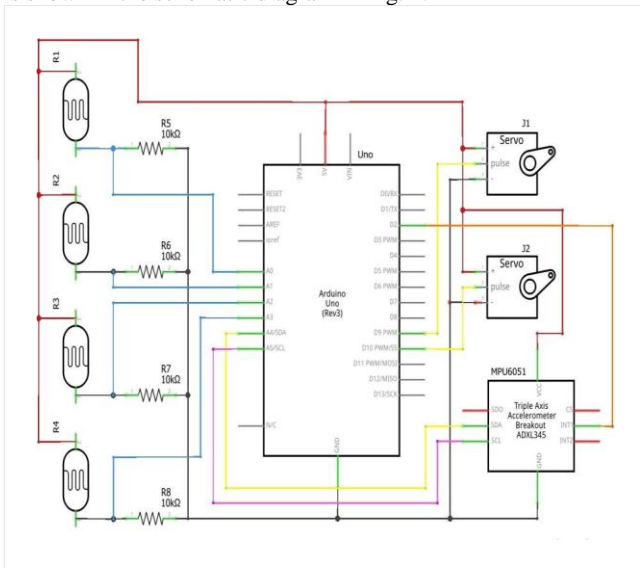 R1
R5
10kΩ
R2
R6
10kΩ
R3
R7
10kΩ
R4
R8
10kΩ
Uno
3V3
5V
VIN
RESET
RESET2
AREF
ioref
A0
A1
A2
A3
A4/SDA
A5/SCL
N/C
GND
Arduino
Uno
(Rev3)
D0/RX
D1/TX
D2
D3 PWM
D4
D5 PWM
D6 PWM
D7
D8
D9 PWM
D10 PWM/SS
D11 PWM/MOSI
D12/MISO
D13/SCK
J1
Servo
+
pulse
-
J2
Servo
+
pulse
-
MPU6051
VCC
Triple Axis
Accelerometer
Breakout
ADXL345
SDO
SDA
SCL
CS
INT1
INT2
GND